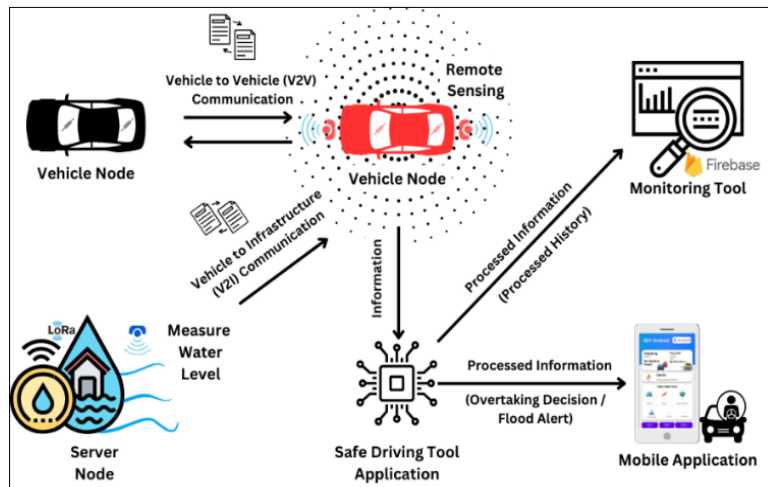 Vehicle to Vehicle (V2V)
Communication
Remote
Sensing
Vehicle Node
Vehicle Node
Firebase
Monitoring Tool
Vehicle to Infrastructure
(V2I) Communication
Information
Processed Information
(Processed History)
LoRa
Measure
Water
Level
Processed Information
(Overtaking Decision /
Flood Alert)
Server
Node
Safe Driving Tool
Application
Mobile Application